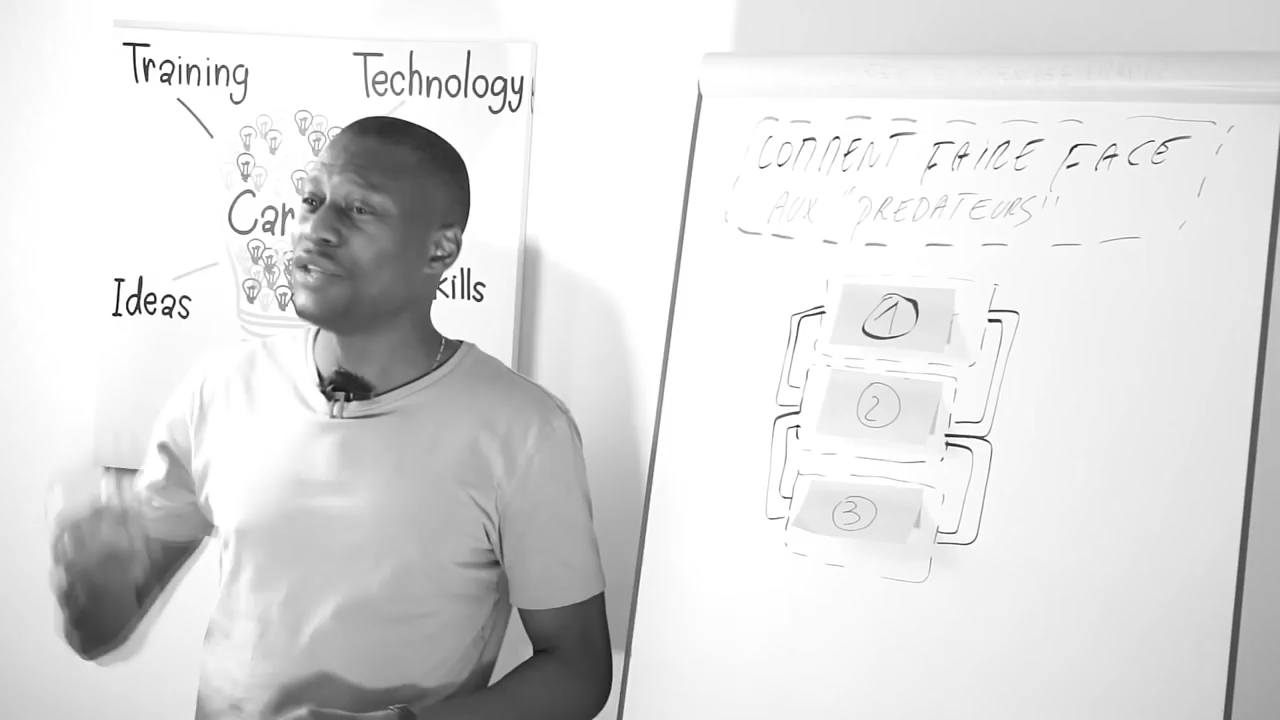 Training
Technology
Car
Ideas
kills
COMMENT FAIRE FACE
AUX "PREDATEURS"
1
2
3